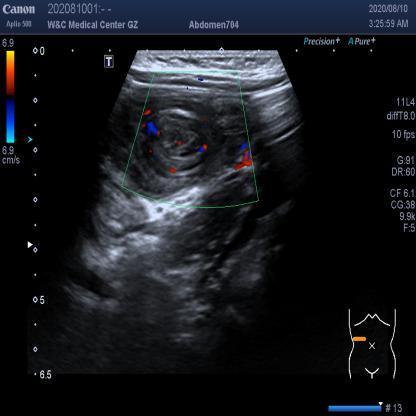 Canon 202081001:- - 2020/08/10
Aplio 500 W&C Medical Center GZ Abdomen704 3:25:59 AM
Precision+ A Pure+
T
6.9
6.9
cm/s
0
5
6.5
11L4
diffT8.0
10 fps
G:91
DR:60
CF 6.1
CG:38
9.9k
F:5
# 13